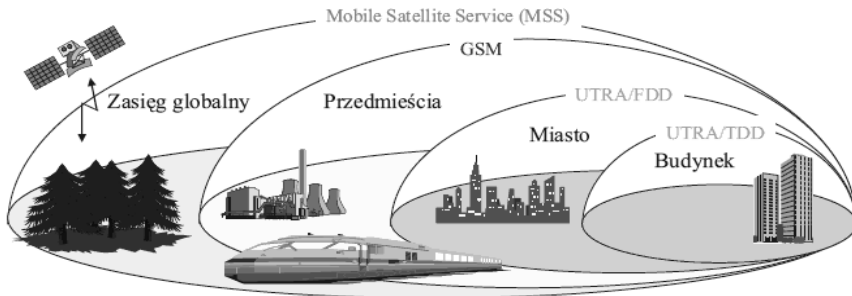 Mobile Satellite Service (MSS)
GSM
Zasięg globalny
Przedmieścia
UTRA/FDD
Miasto
UTRA/TDD
Budynek